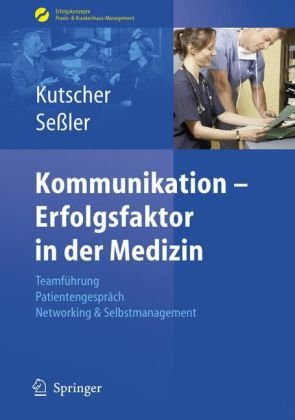 Erfolgskonzepte
Praxis- & Krankenhaus-Management
Kutscher
Seßler
Kommunikation –
Erfolgsfaktor
in der Medizin
Teamführung
Patientengespräch
Networking & Selbstmanagement
Springer